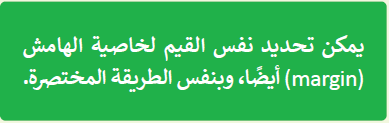 يمكن تحديد نفس القيم لخاصية الهامش
(margin) أيضًا، وبنفس الطريقة المختصرة.